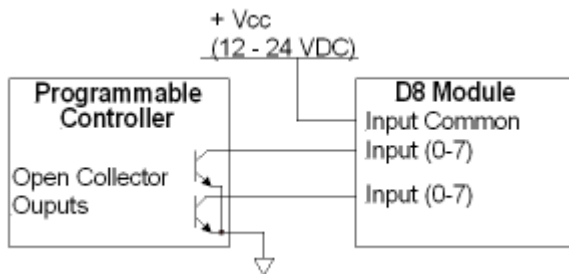 + Vcc
(12 - 24 VDC)
Programmable
Controller
Open Collector
Ouputs
D8 Module
Input Common
Input (0-7)
Input (0-7)